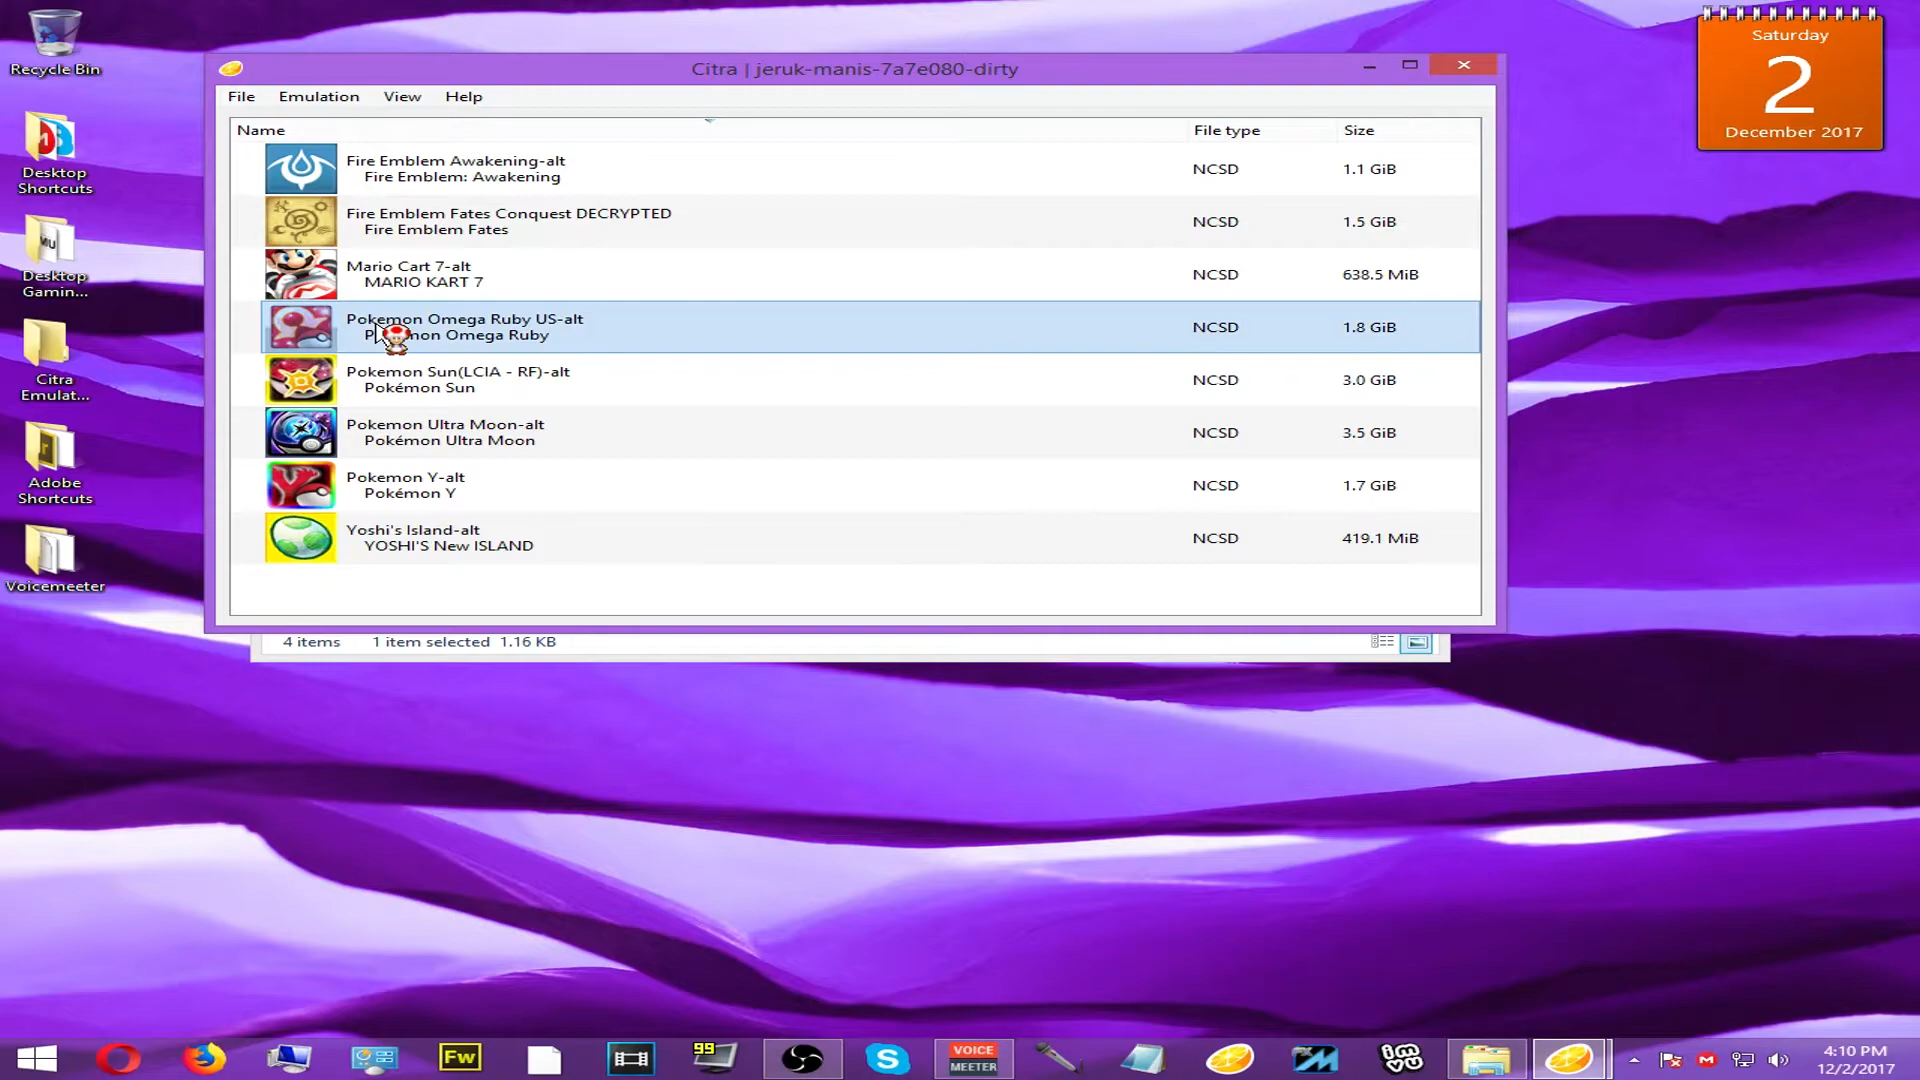 Recycle Bin
Desktop
Shortcuts
MU
Desktop
Gamin...
Citra
Emulat...
Adobe
Shortcuts
Voicemeeter
Citra | jeruk-manis-7a7e080-dirty
File Emulation View Help
Name File type Size
Fire Emblem Awakening-alt
Fire Emblem: Awakening
NCSD 1.1 GiB
Fire Emblem Fates Conquest DECRYPTED
Fire Emblem Fates
NCSD 1.5 GiB
Mario Cart 7-alt
MARIO KART 7
NCSD 638.5 MiB
Pokemon Omega Ruby US-alt
Omega Ruby
NCSD 1.8 GiB
Pokemon Sun(LCIA - RF)-alt
Pokémon Sun
NCSD 3.0 GiB
Pokemon Ultra Moon-alt
Pokémon Ultra Moon
NCSD 3.5 GiB
Pokemon Y-alt
Pokémon Y
NCSD 1.7 GiB
Yoshi's Island-alt
YOSHI'S New ISLAND
NCSD 419.1 MiB
4 items 1 item selected 1.16 KB
Saturday
2
December 2017
Fw
99
VOICE
MEETER
imvu
4:10 PM
12/2/2017